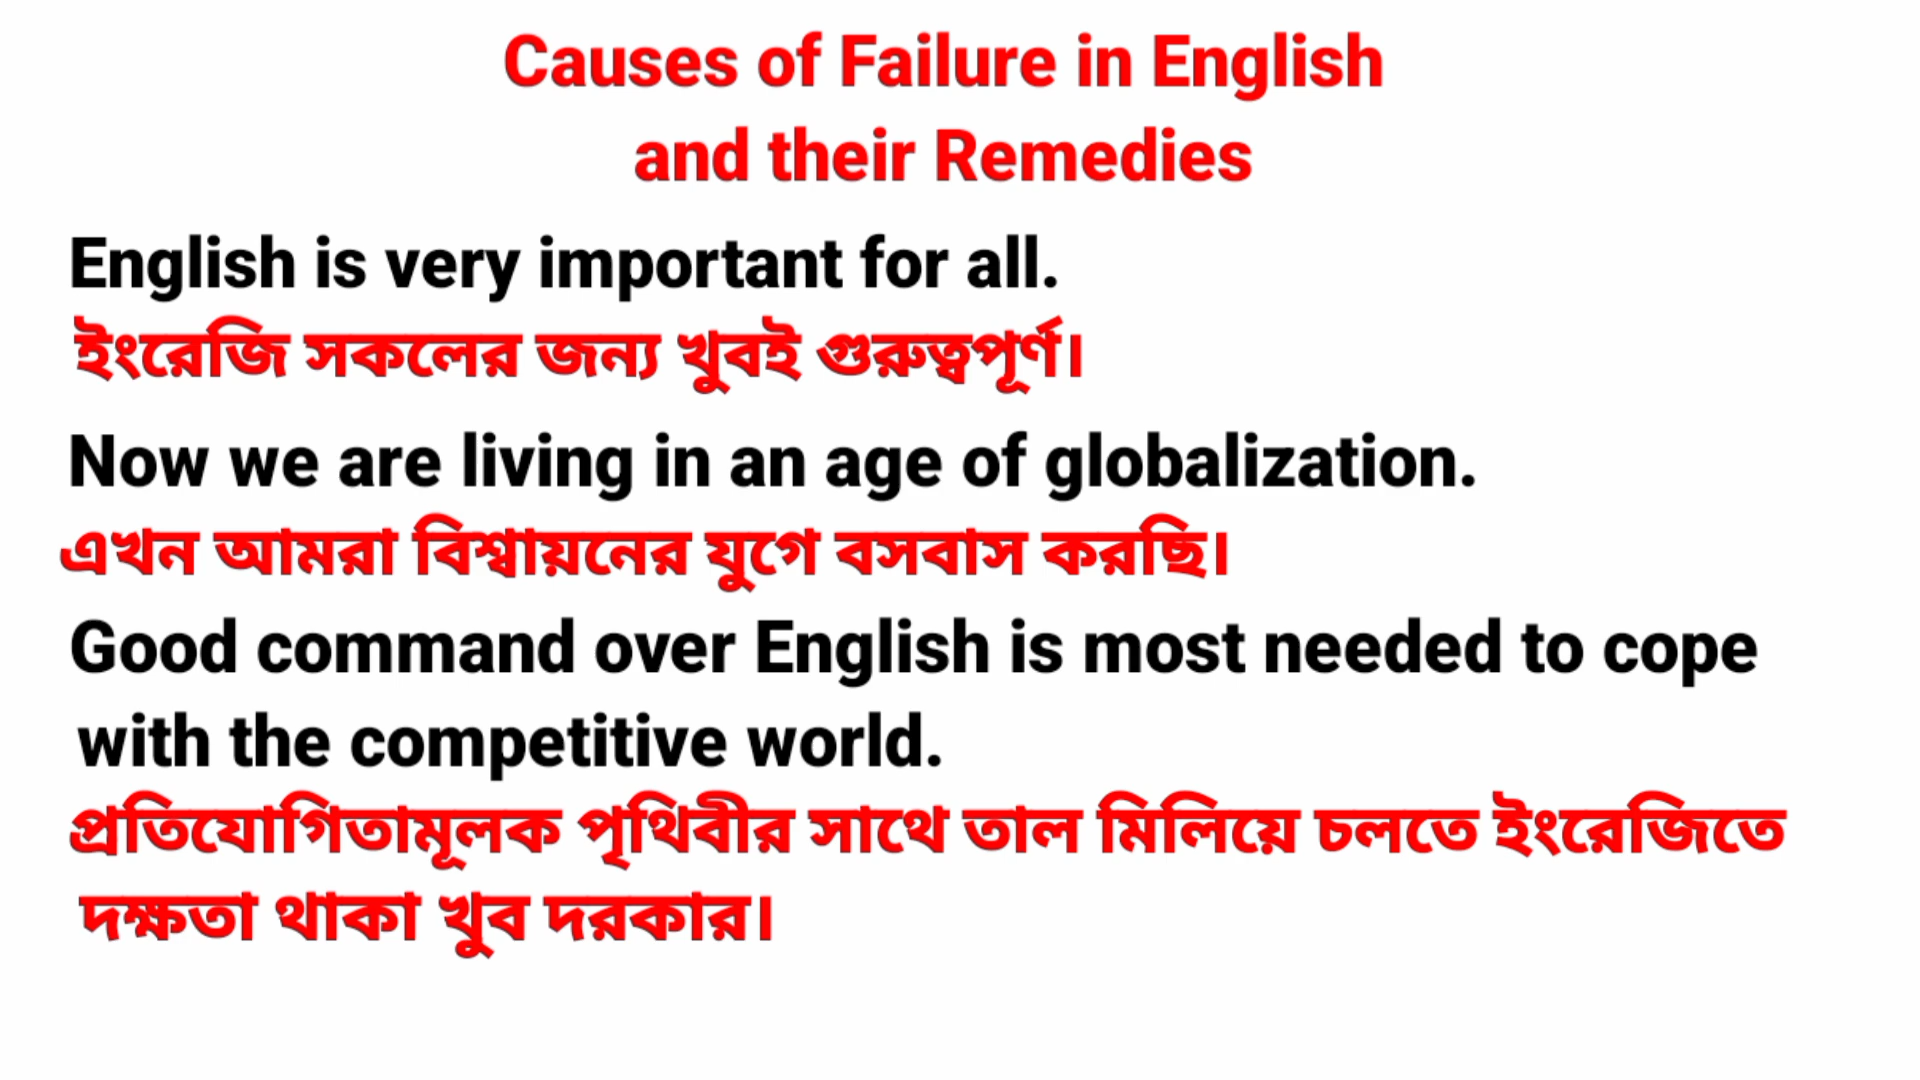 Causes of Failure in English
and their Remedies
English is very important for all.
ইংরেজি সকলের জন্য খুবই গুরুত্বপূর্ণ।
Now we are living in an age of globalization.
এখন আমরা বিশ্বায়নের যুগে বসবাস করছি।
Good command over English is most needed to cope
with the competitive world.
প্রতিযোগিতামূলক পৃথিবীর সাথে তাল মিলিয়ে চলতে ইংরেজিতে
দক্ষতা থাকা খুব দরকার।